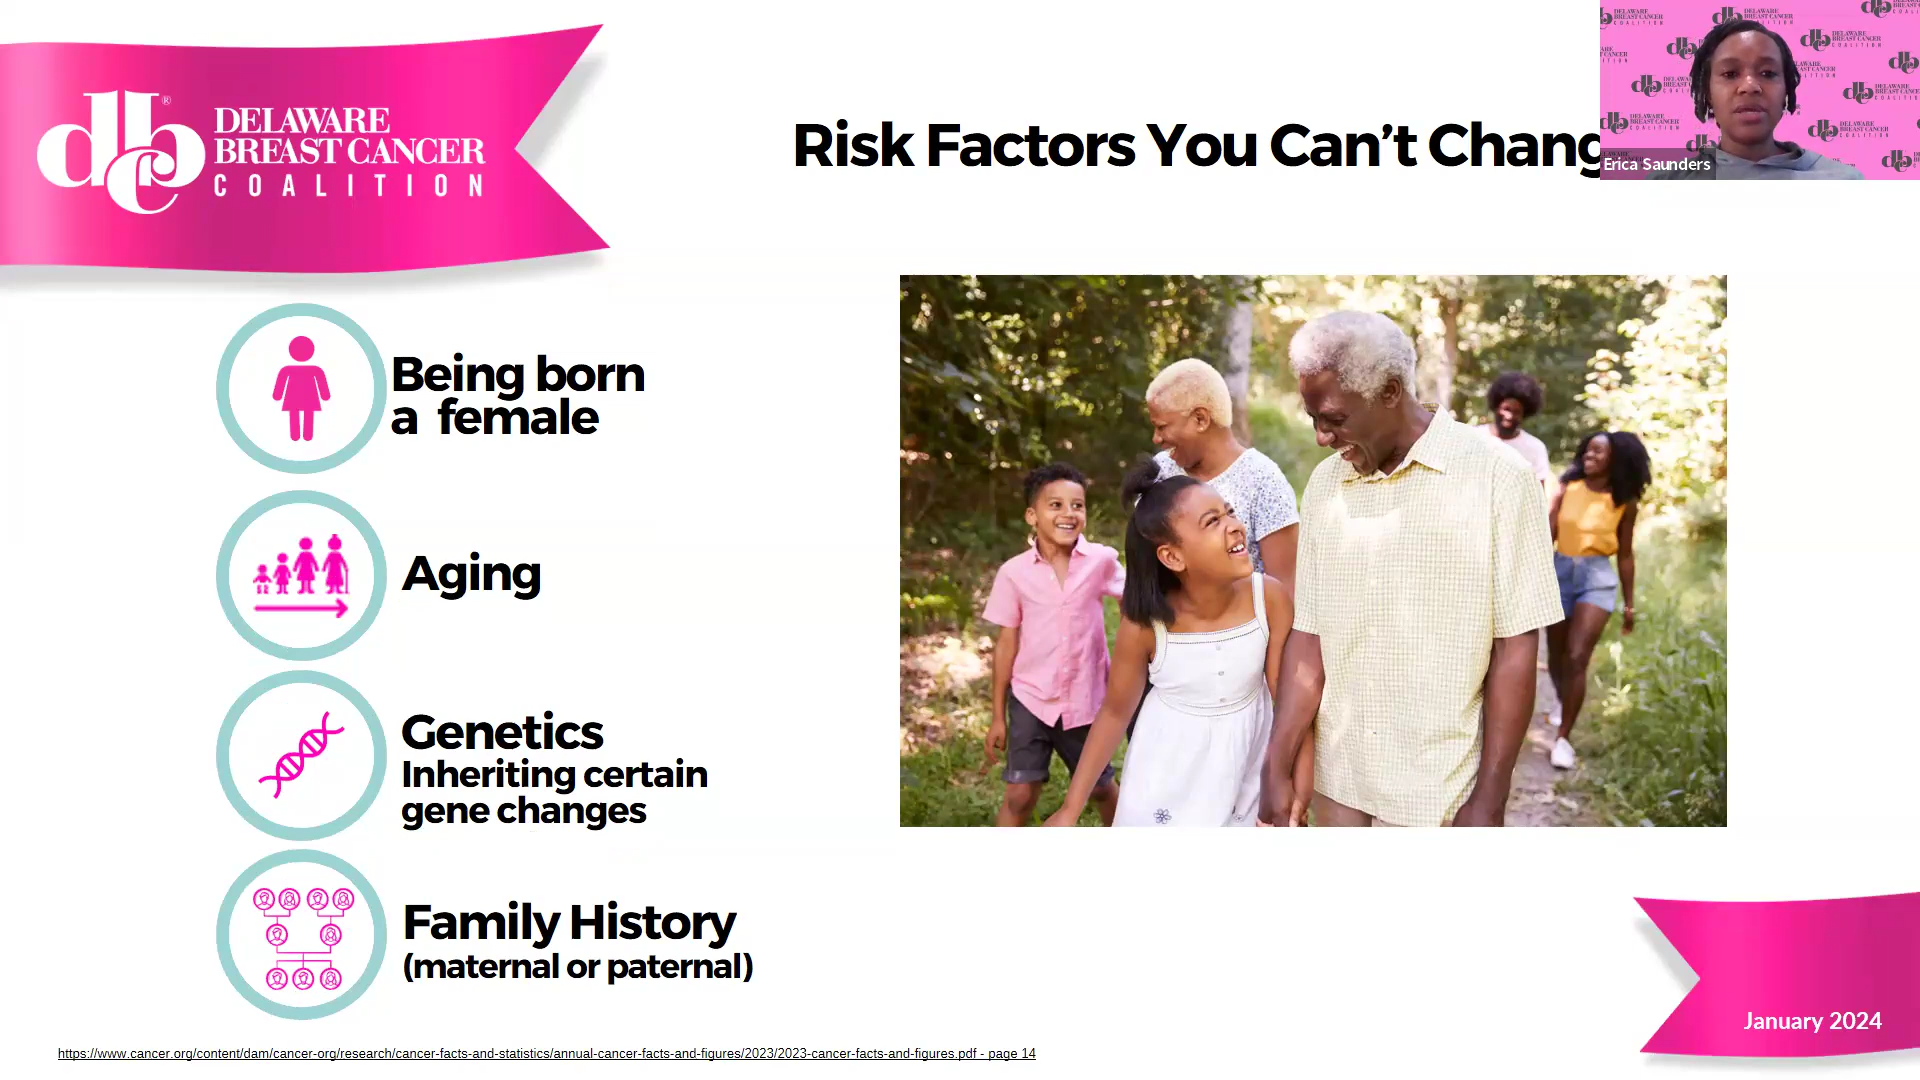 dbcc®
DELAWARE
BREAST CANCER
COALITION
Risk Factors You Can't Chang
Erica Saunders
Being born
a female
Aging
Genetics
Inheriting certain
gene changes
Family History
(maternal or paternal)
January 2024
https://www.cancer.org/content/dam/cancer-org/research/cancer-facts-and-statistics/annual-cancer-facts-and-figures/2023/2023-cancer-facts-and-figures.pdf - page 14